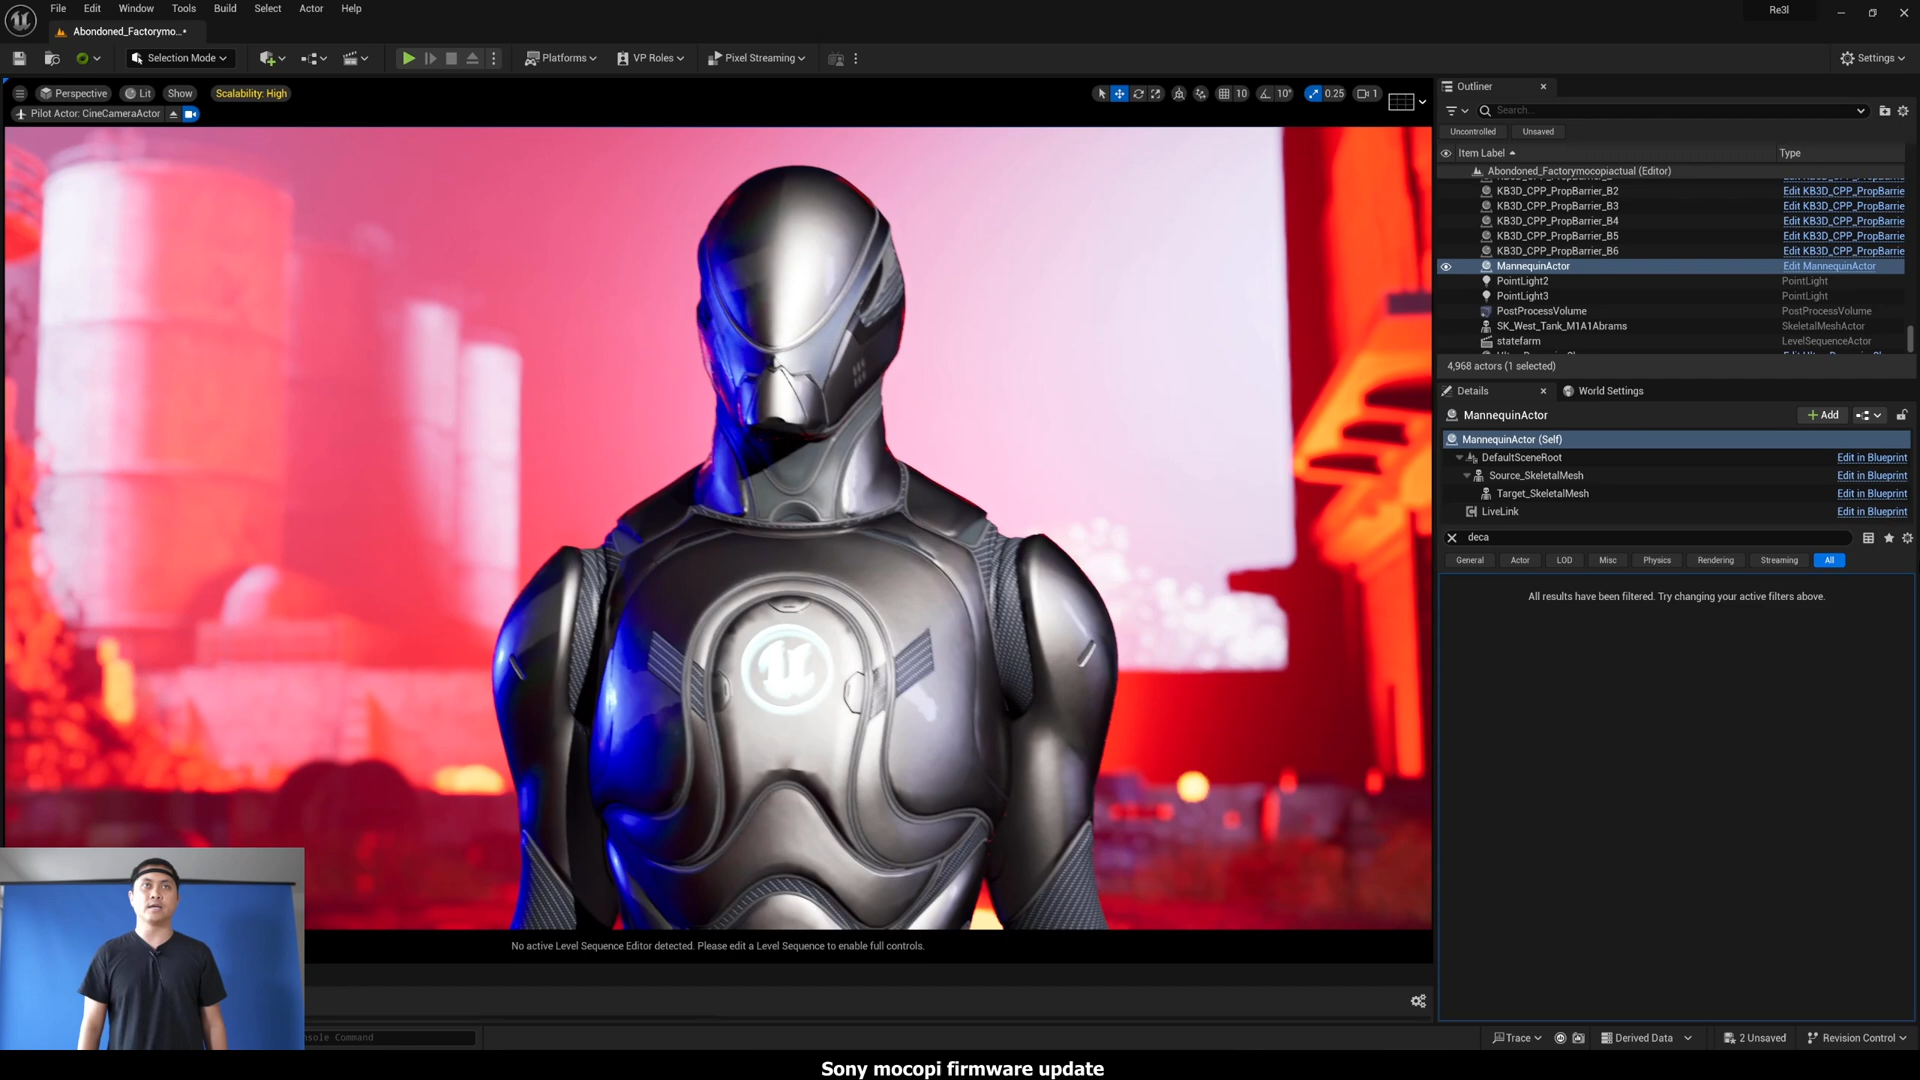 File Edit Window Tools Build Select Actor Help
Re3l
Abondoned_Factorymo...*
Selection Mode
Platforms
VP Roles
Pixel Streaming
Settings
Perspective
Lit
Show
Scalability: High
10
10°
0.25
1
Pilot Actor: CineCameraActor
No active Level Sequence Editor detected. Please edit a Level Sequence to enable full controls.
Outliner
Search...
Uncontrolled
Unsaved
Item Label
Type
Abondoned_Factorymocopiactual (Editor)
KB3D_CPP_PropBarrier_B2 Edit KB3D_CPP_PropBarrie
KB3D_CPP_PropBarrier_B3 Edit KB3D_CPP_PropBarrie
KB3D_CPP_PropBarrier_B4 Edit KB3D_CPP_PropBarrie
KB3D_CPP_PropBarrier_B5 Edit KB3D_CPP_PropBarrie
KB3D_CPP_PropBarrier_B6 Edit KB3D_CPP_PropBarrie
MannequinActor Edit MannequinActor
PointLight2 PointLight
PointLight3 PointLight
PostProcessVolume PostProcessVolume
SK_West_Tank_M1A1Abrams SkeletalMeshActor
statefarm LevelSequenceActor
4,968 actors (1 selected)
Details
World Settings
MannequinActor
Add
MannequinActor (Self)
DefaultSceneRoot Edit in Blueprint
Source_SkeletalMesh Edit in Blueprint
Target_SkeletalMesh Edit in Blueprint
LiveLink Edit in Blueprint
deca
General Actor LOD Misc Physics Rendering Streaming All
All results have been filtered. Try changing your active filters above.
Command
Trace
Derived Data
2 Unsaved
Revision Control
Sony mocopi firmware update